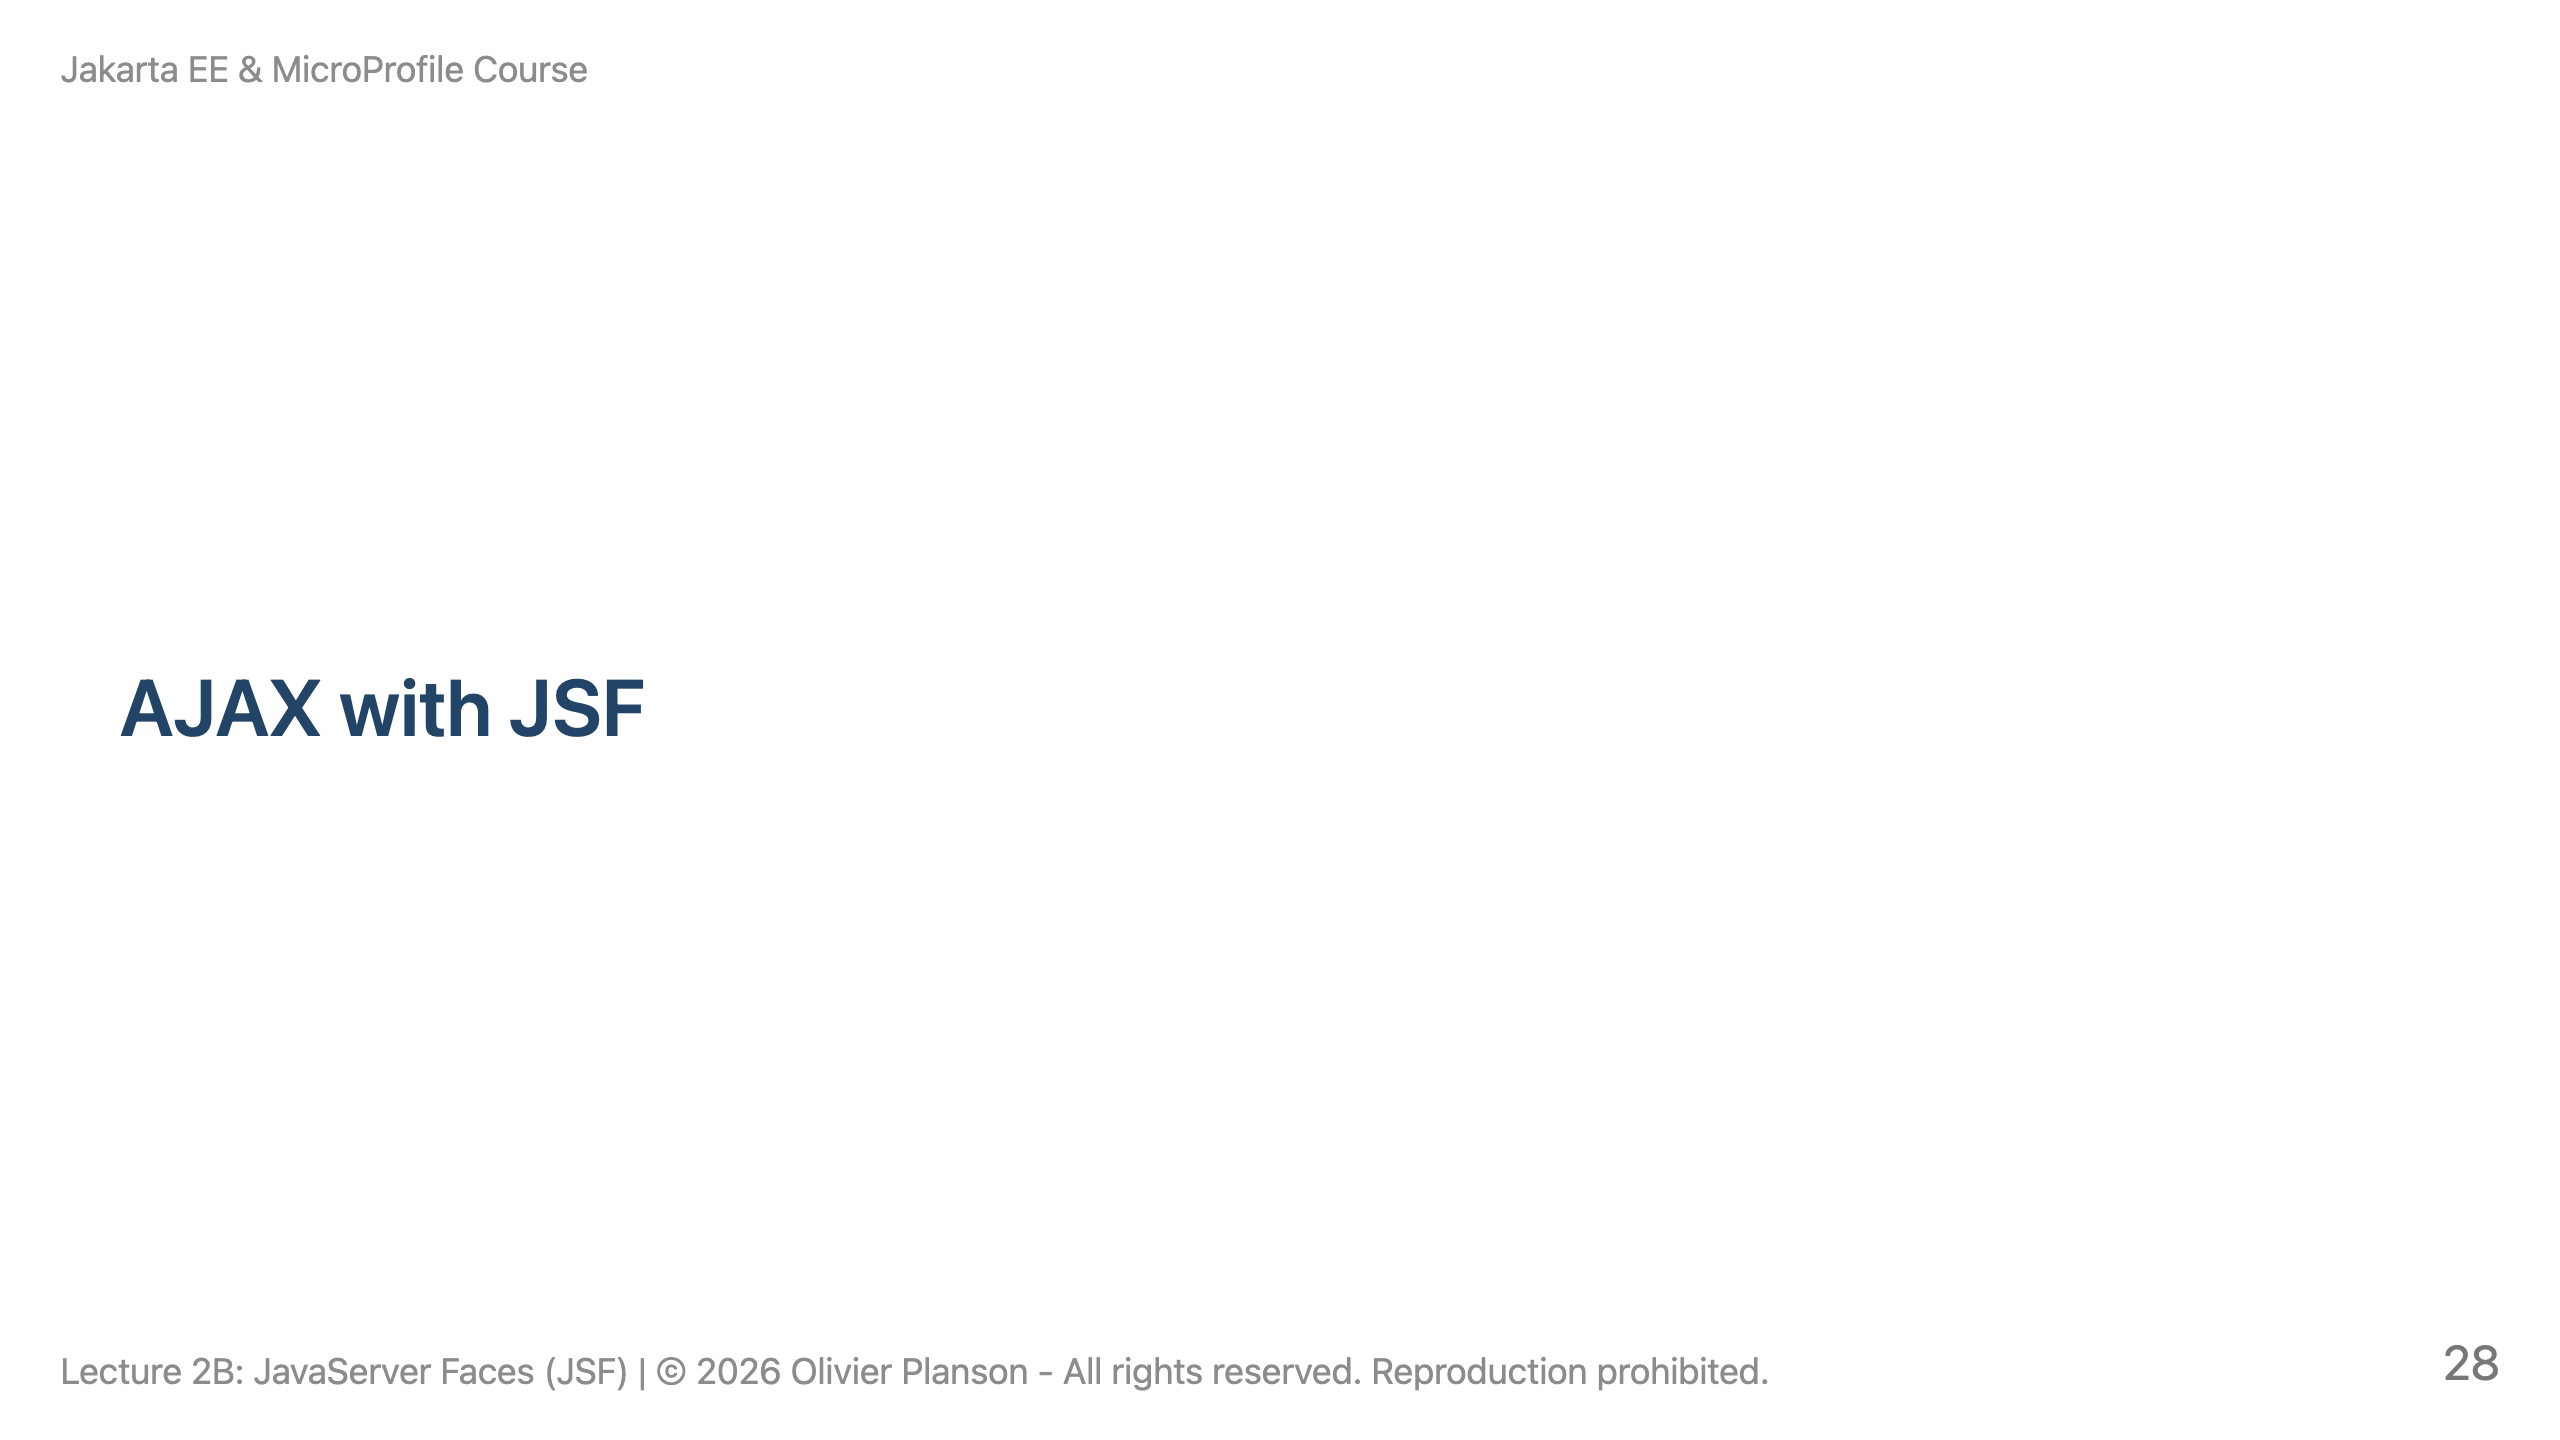 Jakarta EE & MicroProfile Course
AJAX with JSF
Lecture 2B: JavaServer Faces (JSF) | © 2026 Olivier Planson - All rights reserved. Reproduction prohibited.
28